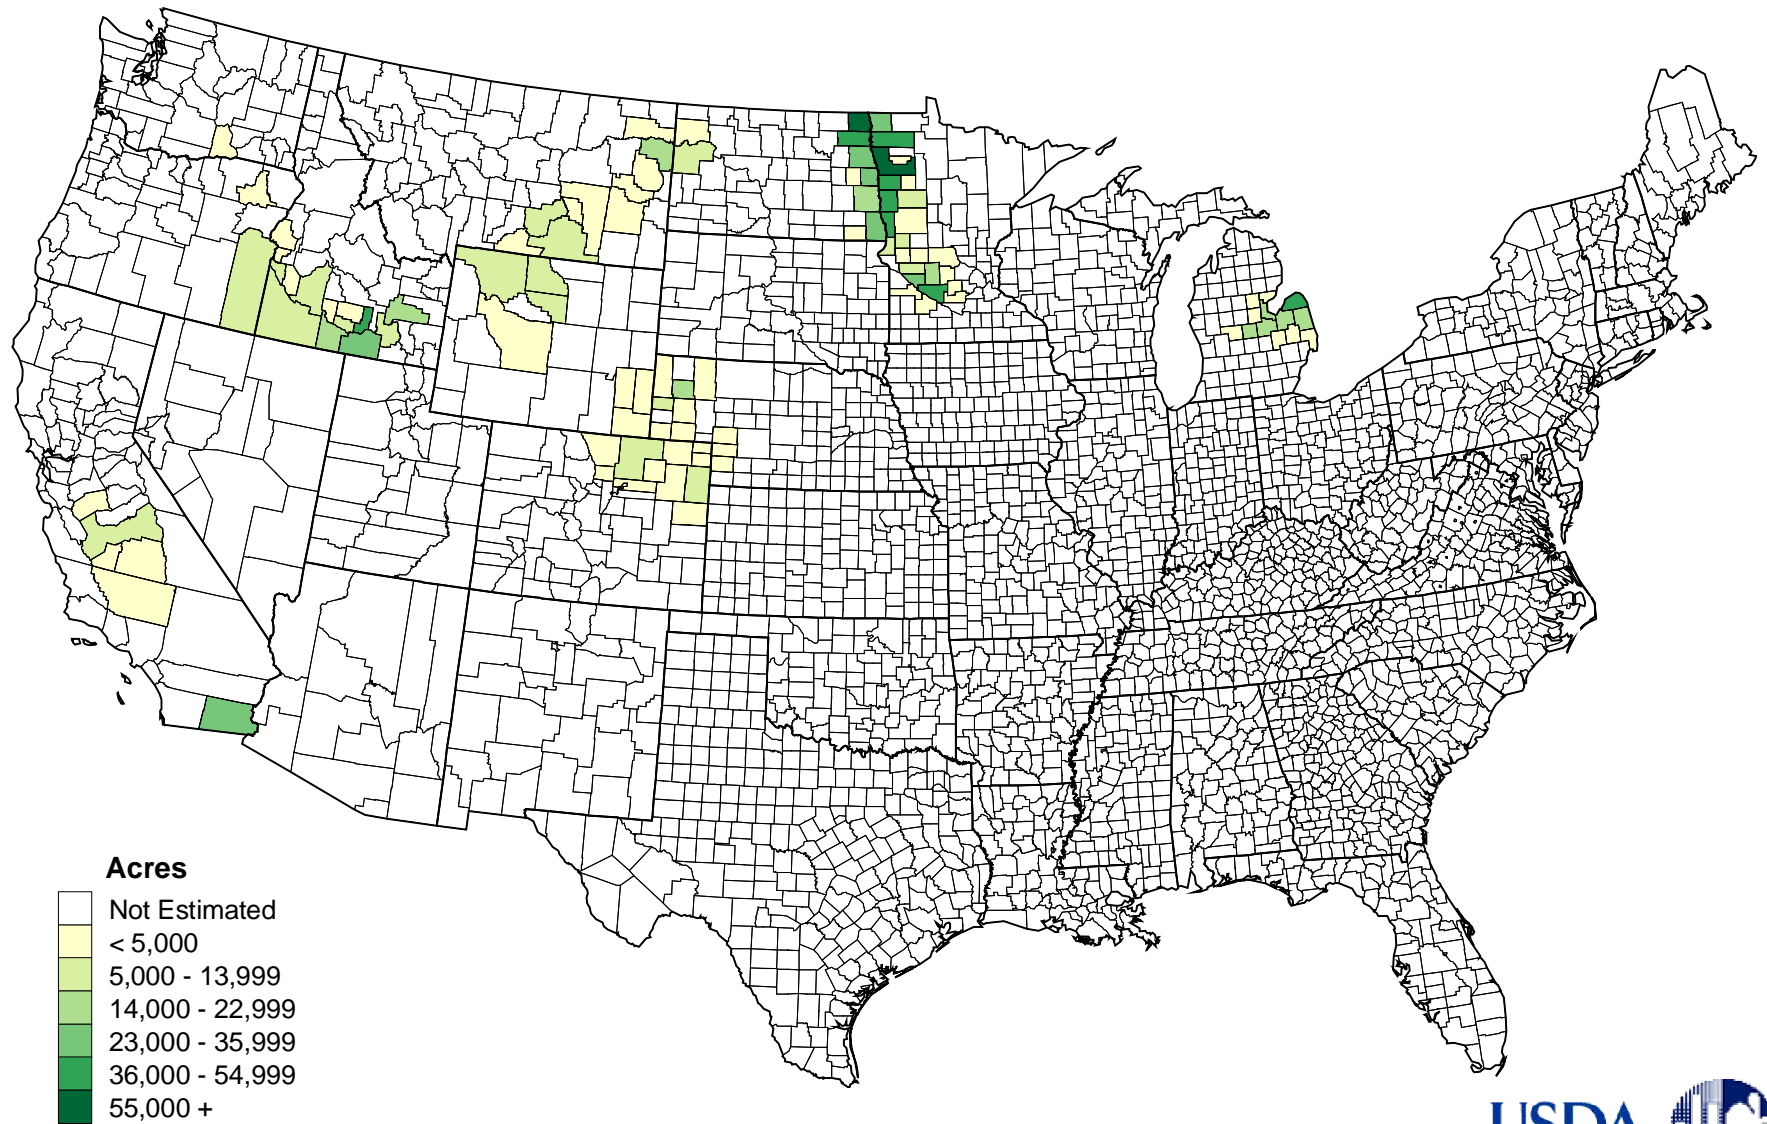 Acres
Not Estimated
< 5,000
5,000 - 13,999
14,000 - 22,999
23,000 - 35,999
36,000 - 54,999
55,000 +
USDA